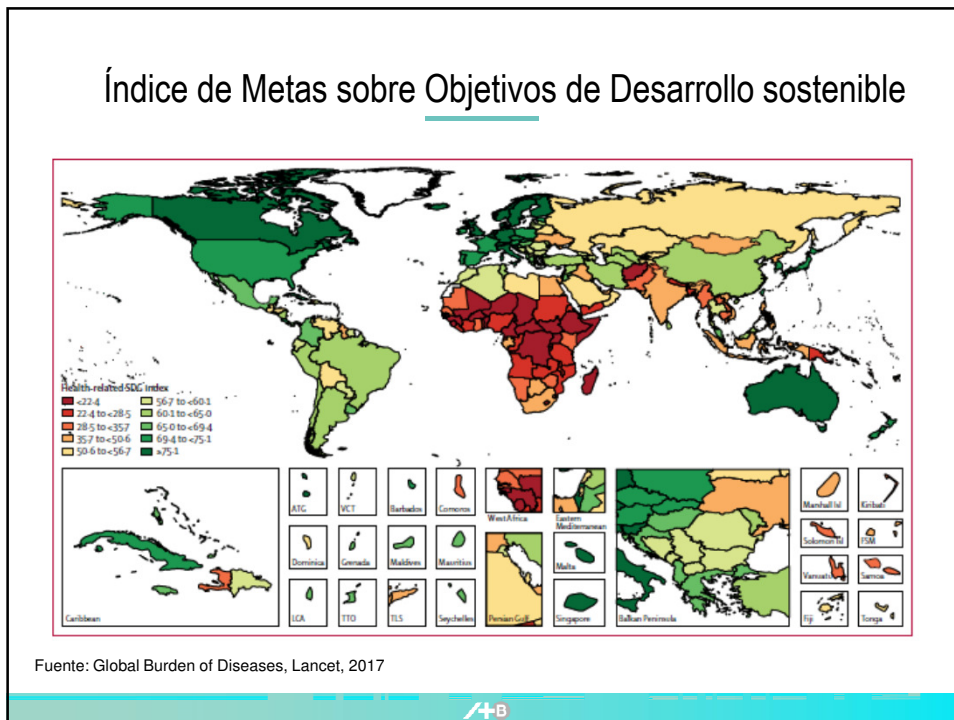 Índice de Metas sobre Objetivos de Desarrollo sostenible
Health-related SDG index
<22·4
22·4 to <28·5
28·5 to <35·7
35·7 to <50·6
50·6 to <56·7
56·7 to <60·1
60·1 to <65·0
65·0 to <69·4
69·4 to <75·1
≥75·1
Caribbean
ATG
VCT
Barbados
Comoros
West Africa
Eastern
Mediterranean
Dominica
Grenada
Maldives
Mauritius
Malta
LCA
TTO
TLS
Seychelles
Persian Gulf
Singapore
Balkan Peninsula
Marshall Isl
Kiribati
Solomon Isl
FSM
Vanuatu
Samoa
Fiji
Tonga
Fuente: Global Burden of Diseases, Lancet, 2017